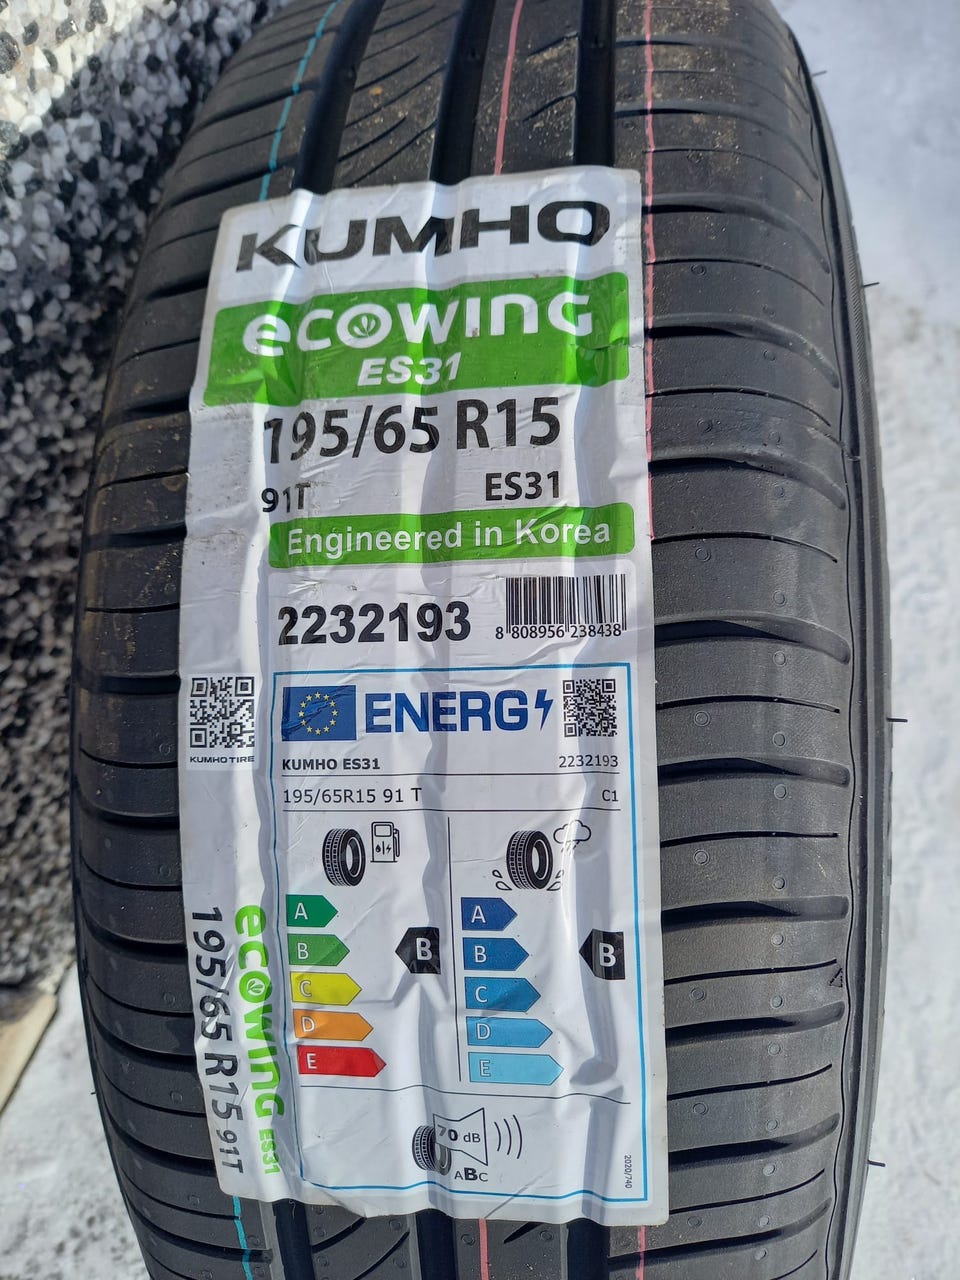 KUMHO
ecowing
ES31
195/65 R15
91T ES31
Engineered in Korea
2232193
8 808956 238438
KUMHO TIRE
ENERG
KUMHO ES31 2232193
195/65R15 91 T C1
A A
B B B B
C C
D D
E E
70 dB
ABC
2020/740
ecowing ES31
195/65 R15 91T